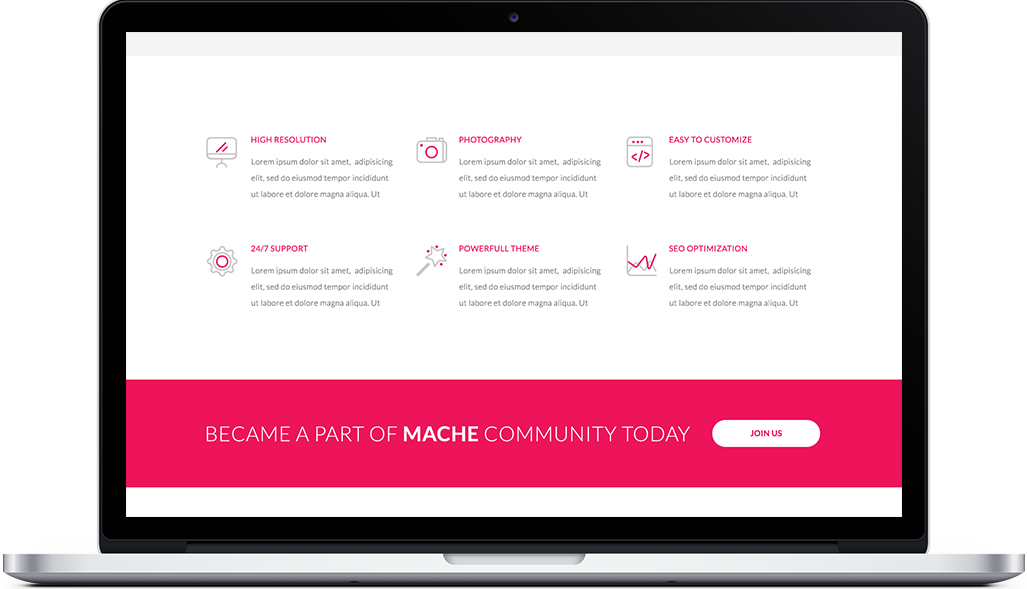 HIGH RESOLUTION
Lorem ipsum dolor sit amet, adipisicing
elit, sed do eiusmod tempor incididunt
ut labore et dolore magna aliqua. Ut
PHOTOGRAPHY
Lorem ipsum dolor sit amet, adipisicing
elit, sed do eiusmod tempor incididunt
ut labore et dolore magna aliqua. Ut
EASY TO CUSTOMIZE
Lorem ipsum dolor sit amet, adipisicing
elit, sed do eiusmod tempor incididunt
ut labore et dolore magna aliqua. Ut
24/7 SUPPORT
Lorem ipsum dolor sit amet, adipisicing
elit, sed do eiusmod tempor incididunt
ut labore et dolore magna aliqua. Ut
POWERFULL THEME
Lorem ipsum dolor sit amet, adipisicing
elit, sed do eiusmod tempor incididunt
ut labore et dolore magna aliqua. Ut
SEO OPTIMIZATION
Lorem ipsum dolor sit amet, adipisicing
elit, sed do eiusmod tempor incididunt
ut labore et dolore magna aliqua. Ut
BECAME A PART OF MACHE COMMUNITY TODAY
JOIN US